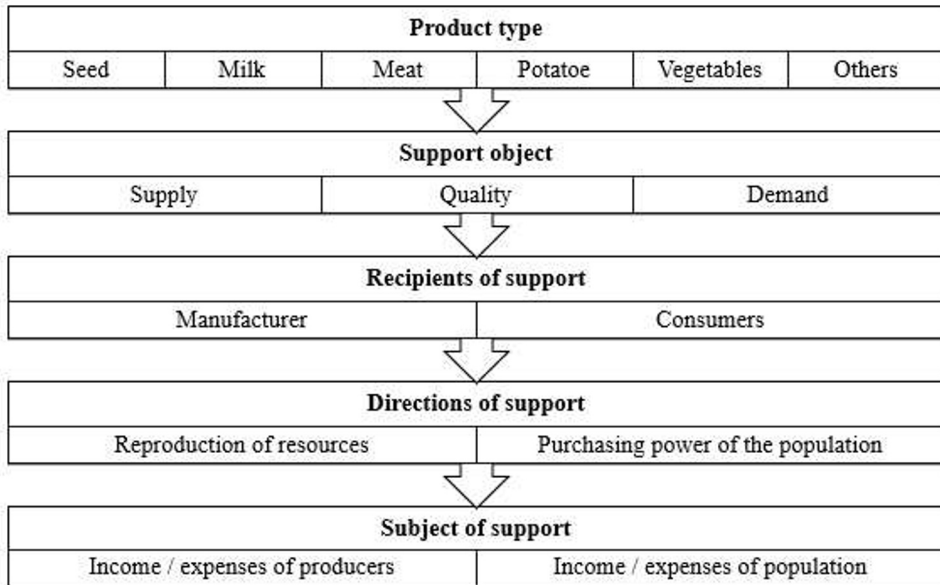 Product type
Seed Milk Meat Potatoe Vegetables Others
Support object
Supply Quality Demand
Recipients of support
Manufacturer Consumers
Directions of support
Reproduction of resources Purchasing power of the population
Subject of support
Income / expenses of producers Income / expenses of population